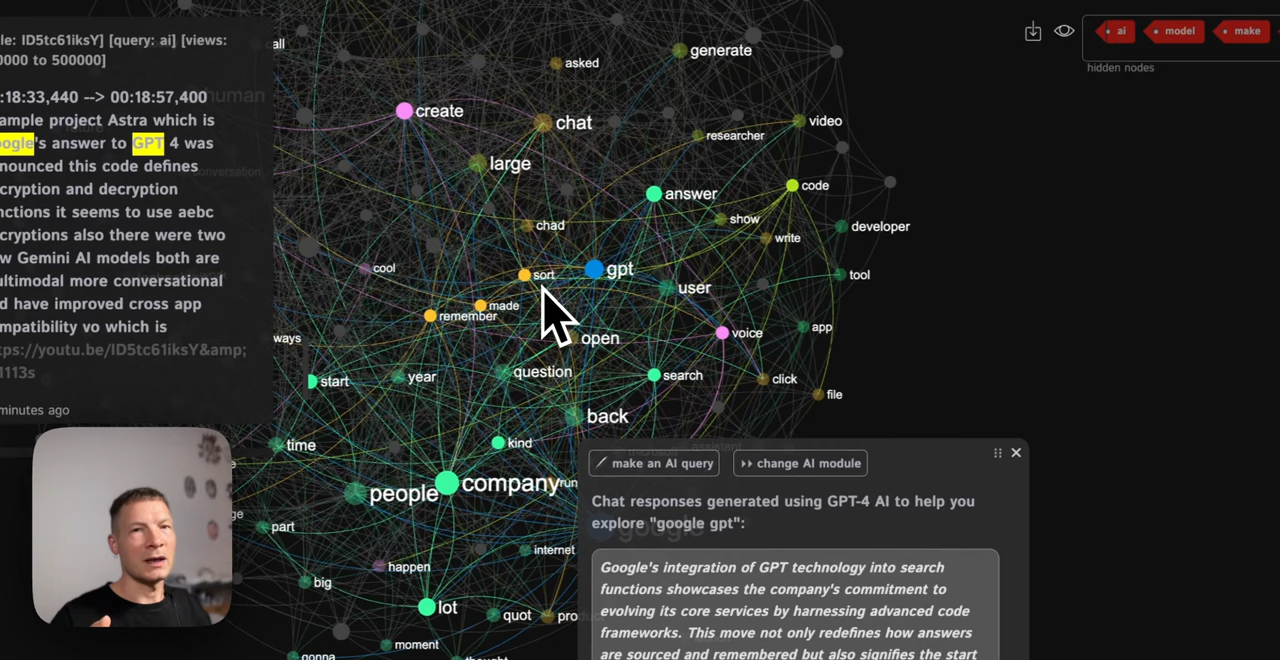 le: ID5tc61iksY] [query: ai] [views:
0000 to 500000]
:18:33,440 --> 00:18:57,400
ample project Astra which is
oogle's answer to GPT 4 was
nounced this code defines
cryption and decryption
nctions it seems to use aebc
cryptions also there were two
w Gemini AI models both are
ultimodal more conversational
d have improved cross app
mpatibility vo which is
tps://youtu.be/ID5tc61iksY&amp;
1113s
minutes ago
all
human
conversation
asked
generate
create
chat
researcher
video
large
answer
code
chad
show
write
developer
cool
sort
gpt
user
tool
made
remember
ways
open
voice
app
start
year
question
search
click
file
back
time
kind
people
company
run
part
internet
happen
big
lot
quot
moment
gonna
thought
google
assistant
ai
model
make
hidden nodes
make an AI query
change AI module
Chat responses generated using GPT-4 AI to help you
explore "google gpt":
Google's integration of GPT technology into search
functions showcases the company's commitment to
evolving its core services by harnessing advanced code
frameworks. This move not only redefines how answers
are sourced and remembered but also signifies the start